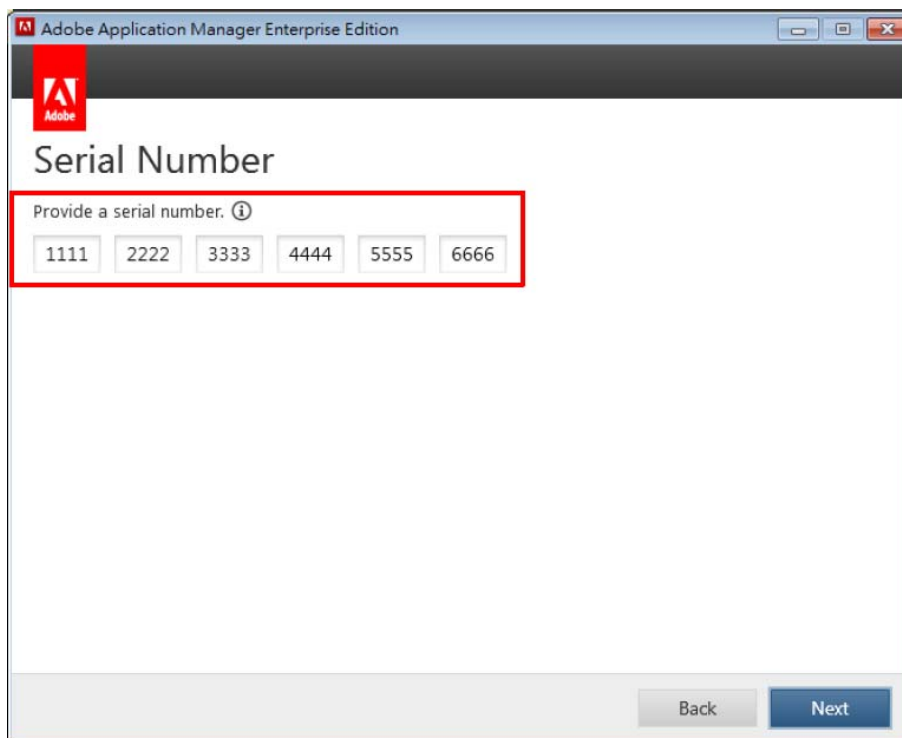 Adobe Application Manager Enterprise Edition
Adobe
Serial Number
Provide a serial number.
1111 2222 3333 4444 5555 6666
Back Next